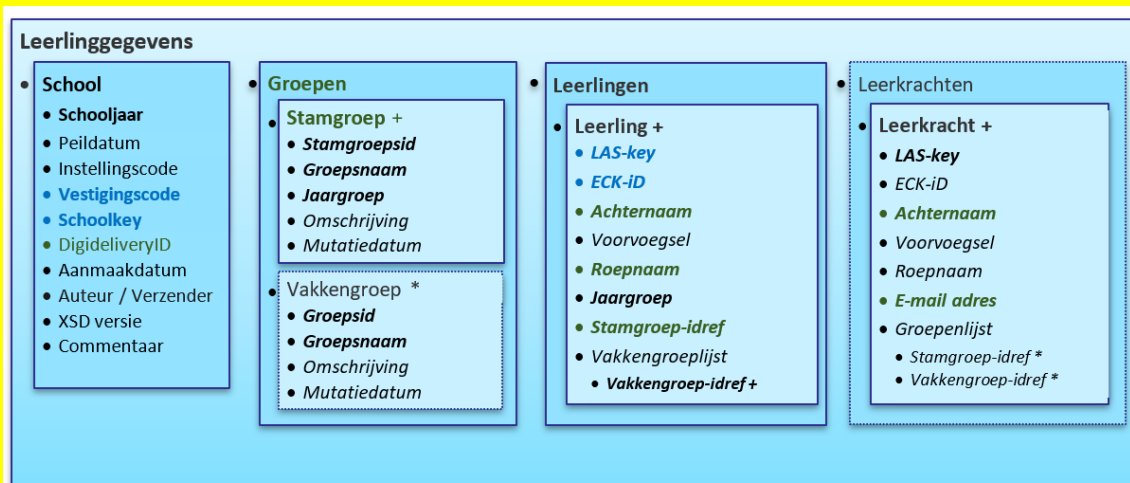 Leerlinggegevens
• School
• Schooljaar
• Peildatum
• Instellingscode
• Vestigingscode
• Schoolkey
• DigideliveryID
• Aanmaakdatum
• Auteur / Verzender
• XSD versie
• Commentaar
• Groepen
• Stamgroep +
• Stamgroepsid
• Groepsnaam
• Jaargroep
• Omschrijving
• Mutatiedatum
• Vakkengroep *
• Groepsid
• Groepsnaam
• Omschrijving
• Mutatiedatum
• Leerlingen
• Leerling +
• LAS-key
• ECK-iD
• Achternaam
• Voorvoegsel
• Roepnaam
• Jaargroep
• Stamgroep-idref
• Vakkengroeplijst
• Vakkengroep-idref +
• Leerkrachten
• Leerkracht +
• LAS-key
• ECK-iD
• Achternaam
• Voorvoegsel
• Roepnaam
• E-mail adres
• Groepenlijst
• Stamgroep-idref *
• Vakkengroep-idref *